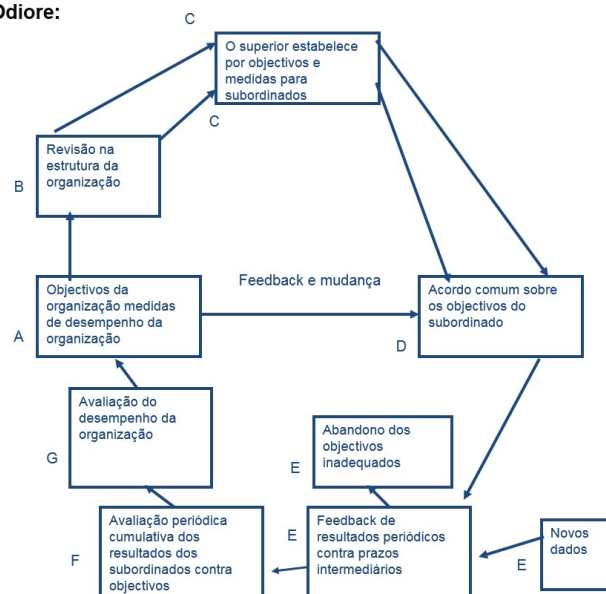 Odiore:
C
O superior estabelece
por objectivos e
medidas para
subordinados
C
Revisão na
estrutura da
organização
B
Objectivos da
organização medidas
de desempenho da
organização
A
Feedback e mudança
Acordo comum sobre
os objectivos do
subordinado
D
Avaliação do
desempenho da
organização
G
Abandono dos
objectivos
inadequados
E
Avaliação periódica
cumulativa dos
resultados dos
subordinados contra
objectivos
F
Feedback de
resultados periódicos
contra prazos
intermediários
E
Novos
dados
E